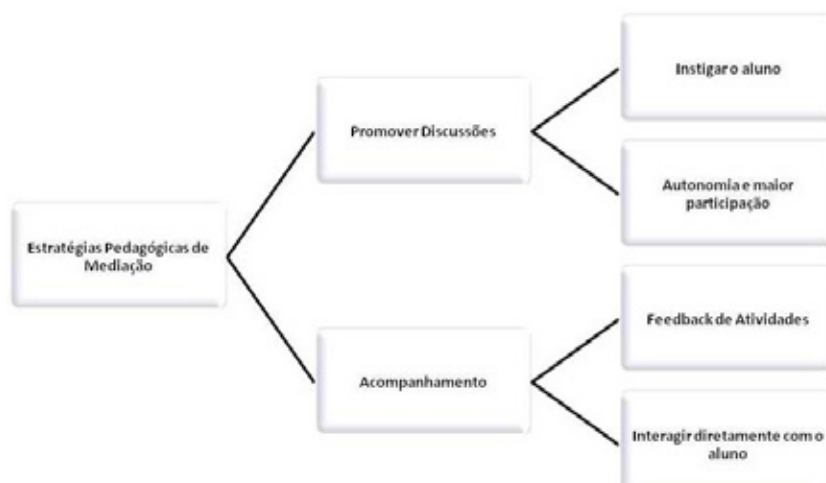 Instigar o aluno
Promover Discussões
Autonomia e maior
participação
Estratégias Pedagógicas de
Mediação
Feedback de Atividades
Acompanhamento
Interagir diretamente com o
aluno